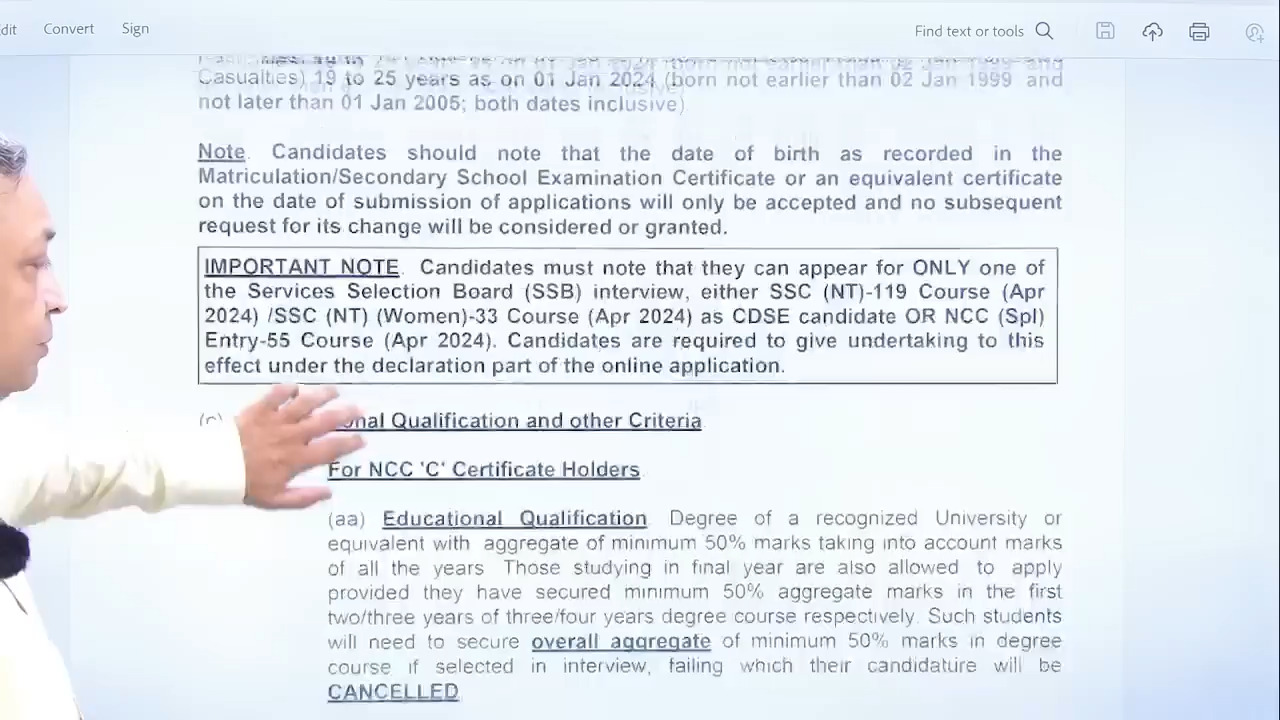 dit Convert Sign Find text or tools
Casualties) 19 to 25 years as on 01 Jan 2024 (born not earlier than 02 Jan 1999 and
not later than 01 Jan 2005; both dates inclusive)
Note. Candidates should note that the date of birth as recorded in the
Matriculation/Secondary School Examination Certificate or an equivalent certificate
on the date of submission of applications will only be accepted and no subsequent
request for its change will be considered or granted.
IMPORTANT NOTE. Candidates must note that they can appear for ONLY one of
the Services Selection Board (SSB) interview, either SSC (NT)-119 Course (Apr
2024) /SSC (NT) (Women)-33 Course (Apr 2024) as CDSE candidate OR NCC (Spl)
Entry-55 Course (Apr 2024). Candidates are required to give undertaking to this
effect under the declaration part of the online application.
(c) onal Qualification and other Criteria
For NCC 'C' Certificate Holders
(aa) Educational Qualification Degree of a recognized University or
equivalent with aggregate of minimum 50% marks taking into account marks
of all the years Those studying in final year are also allowed to apply
provided they have secured minimum 50% aggregate marks in the first
two/three years of three/four years degree course respectively. Such students
will need to secure overall aggregate of minimum 50% marks in degree
course if selected in interview, failing which their candidature will be
CANCELLED